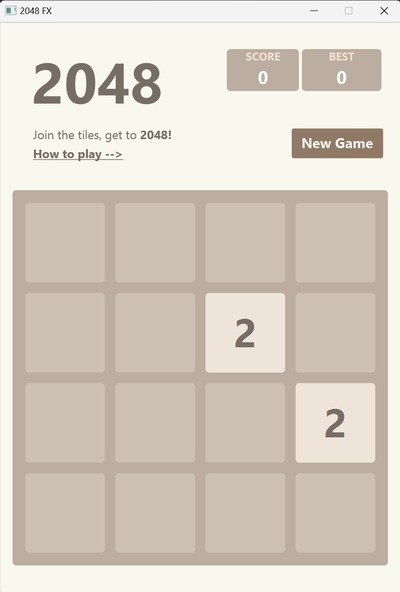 2048 FX
2048
SCORE
0
BEST
0
Join the tiles, get to 2048!
How to play -->
New Game
2
2